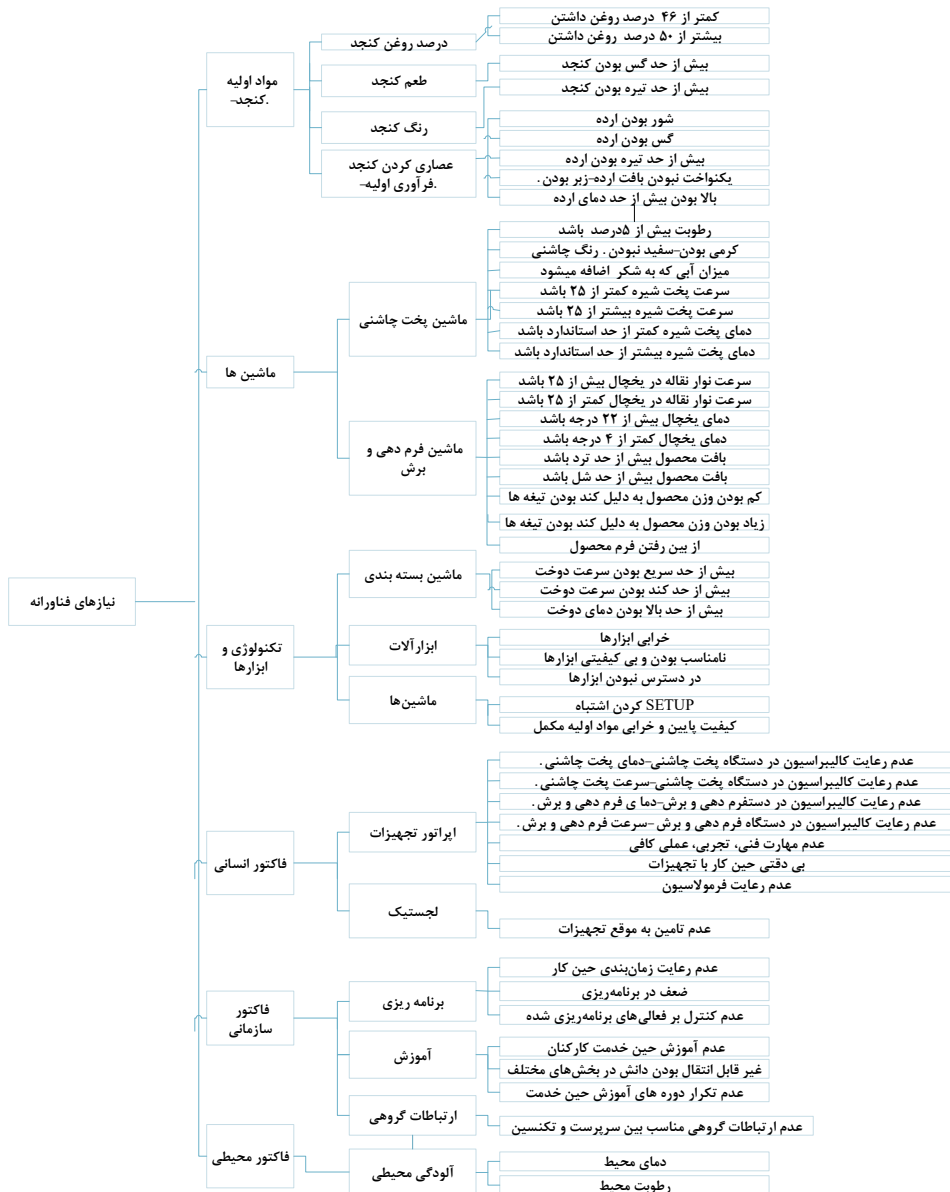 نیازهای فناورانه
مواد اولیه
-کنجد.
درصد روغن کنجد
کمتر از ۴۶ درصد روغن داشتن
بیشتر از ۵۰ درصد روغن داشتن
طعم کنجد
بیش از حد گس بودن کنجد
رنگ کنجد
بیش از حد تیره بودن کنجد
عصاری کردن کنجد
-فرآوری اولیه.
شور بودن ارده
گس بودن ارده
بیش از حد تیره بودن ارده
یکنواخت نبودن بافت ارده-زبر بودن .
بالا بودن بیش از حد دمای ارده
ماشین ها
ماشین پخت چاشنی
رطوبت بیش از ۵درصد باشد
کرمی بودن-سفید نبودن . رنگ چاشنی
میزان آبی که به شکر اضافه میشود
سرعت پخت شیره کمتر از ۲۵ باشد
سرعت پخت شیره بیشتر از ۲۵ باشد
دمای پخت شیره کمتر از حد استاندارد باشد
دمای پخت شیره بیشتر از حد استاندارد باشد
ماشین فرم دهی و
برش
سرعت نوار نقاله در یخچال بیش از ۲۵ باشد
سرعت نوار نقاله در یخچال کمتر از ۲۵ باشد
دمای یخچال بیش از ۲۲ درجه باشد
دمای یخچال کمتر از ۴ درجه باشد
بافت محصول بیش از حد ترد باشد
بافت محصول بیش از حد شل باشد
کم بودن وزن محصول به دلیل کند بودن تیغه ها
زیاد بودن وزن محصول به دلیل کند بودن تیغه ها
از بین رفتن فرم محصول
تکنولوژی و
ابزارها
ماشین بسته بندی
بیش از حد سریع بودن سرعت دوخت
بیش از حد کند بودن سرعت دوخت
بیش از حد بالا بودن دمای دوخت
ابزارآلات
خرابی ابزارها
نامناسب بودن و بی کیفیتی ابزارها
در دسترس نبودن ابزارها
ماشین‌ها
SETUP کردن اشتباه
کیفیت پایین و خرابی مواد اولیه مکمل
فاکتور انسانی
اپراتور تجهیزات
عدم رعایت کالیبراسیون در دستگاه پخت چاشنی-دمای پخت چاشنی .
عدم رعایت کالیبراسیون در دستگاه پخت چاشنی-سرعت پخت چاشنی .
عدم رعایت کالیبراسیون در دستفرم دهی و برش-دما ی فرم دهی و برش .
عدم رعایت کالیبراسیون در دستگاه فرم دهی و برش -سرعت فرم دهی و برش .
عدم مهارت فنی، تجربی، عملی کافی
بی دقتی حین کار با تجهیزات
عدم رعایت فرمولاسیون
لجستیک
عدم تامین به موقع تجهیزات
فاکتور
سازمانی
برنامه ریزی
عدم رعایت زمان‌بندی حین کار
ضعف در برنامه‌ریزی
عدم کنترل بر فعالی‌های برنامه‌ریزی شده
آموزش
عدم آموزش حین خدمت کارکنان
غیر قابل انتقال بودن دانش در بخش‌های مختلف
عدم تکرار دوره های آموزش حین خدمت
ارتباطات گروهی
عدم ارتباطات گروهی مناسب بین سرپرست و تکنسین
فاکتور محیطی
آلودگی محیطی
دمای محیط
رطوبت محیط